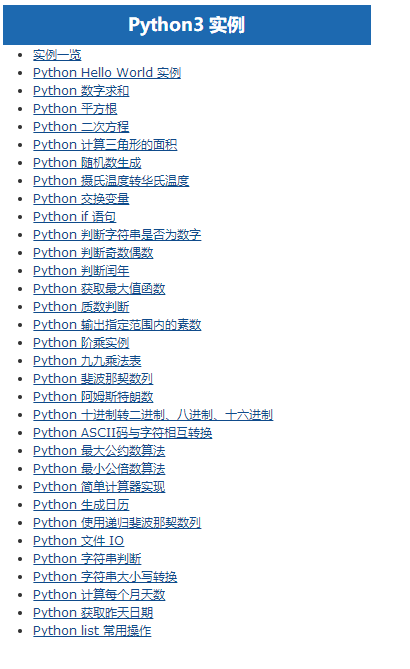 Python3 实例
实例一览
Python Hello World 实例
Python 数字求和
Python 平方根
Python 二次方程
Python 计算三角形的面积
Python 随机数生成
Python 摄氏温度转华氏温度
Python 交换变量
Python if 语句
Python 判断字符串是否为数字
Python 判断奇数偶数
Python 判断闰年
Python 获取最大值函数
Python 质数判断
Python 输出指定范围内的素数
Python 阶乘实例
Python 九九乘法表
Python 斐波那契数列
Python 阿姆斯特朗数
Python 十进制转二进制、八进制、十六进制
Python ASCII码与字符相互转换
Python 最大公约数算法
Python 最小公倍数算法
Python 简单计算器实现
Python 生成日历
Python 使用递归斐波那契数列
Python 文件 IO
Python 字符串判断
Python 字符串大小写转换
Python 计算每个月天数
Python 获取昨天日期
Python list 常用操作